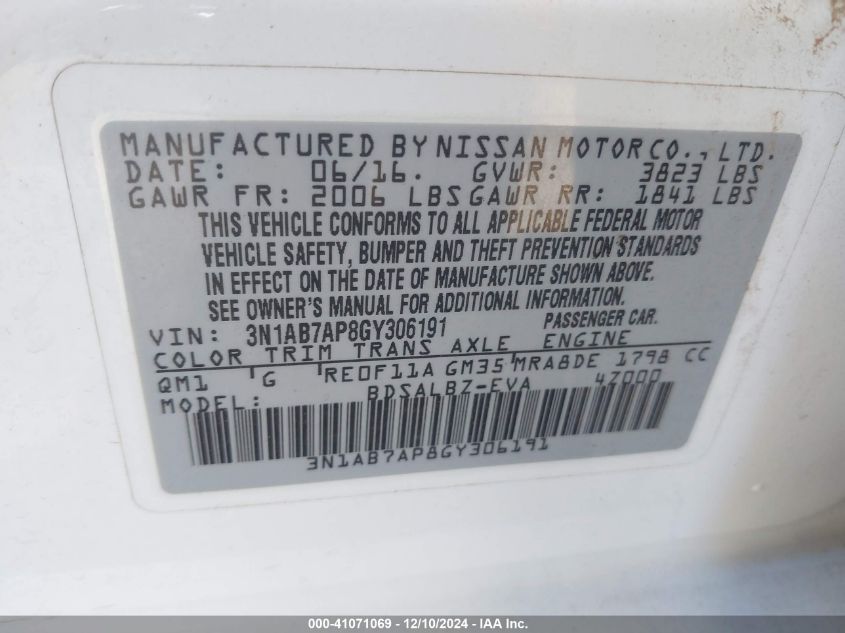 MANUFACTURED BY NISSAN MOTOR CO., LTD.
DATE: 06/16. GVWR: 3823 LBS
GAWR FR: 2006 LBS GAWR RR: 1841 LBS
THIS VEHICLE CONFORMS TO ALL APPLICABLE FEDERAL MOTOR
VEHICLE SAFETY, BUMPER AND THEFT PREVENTION STANDARDS
IN EFFECT ON THE DATE OF MANUFACTURE SHOWN ABOVE.
SEE OWNER'S MANUAL FOR ADDITIONAL INFORMATION.
VIN: 3N1AB7AP8GY306191 PASSENGER CAR.
COLOR TRIM TRANS AXLE ENGINE
QM1 G RE0F11A GM35 MRA8DE 1798 CC
MODEL: BDSALBZ-EVA 4Z000
3N1AB7AP8GY306191
000-41071069 - 12/10/2024 - IAAI.com